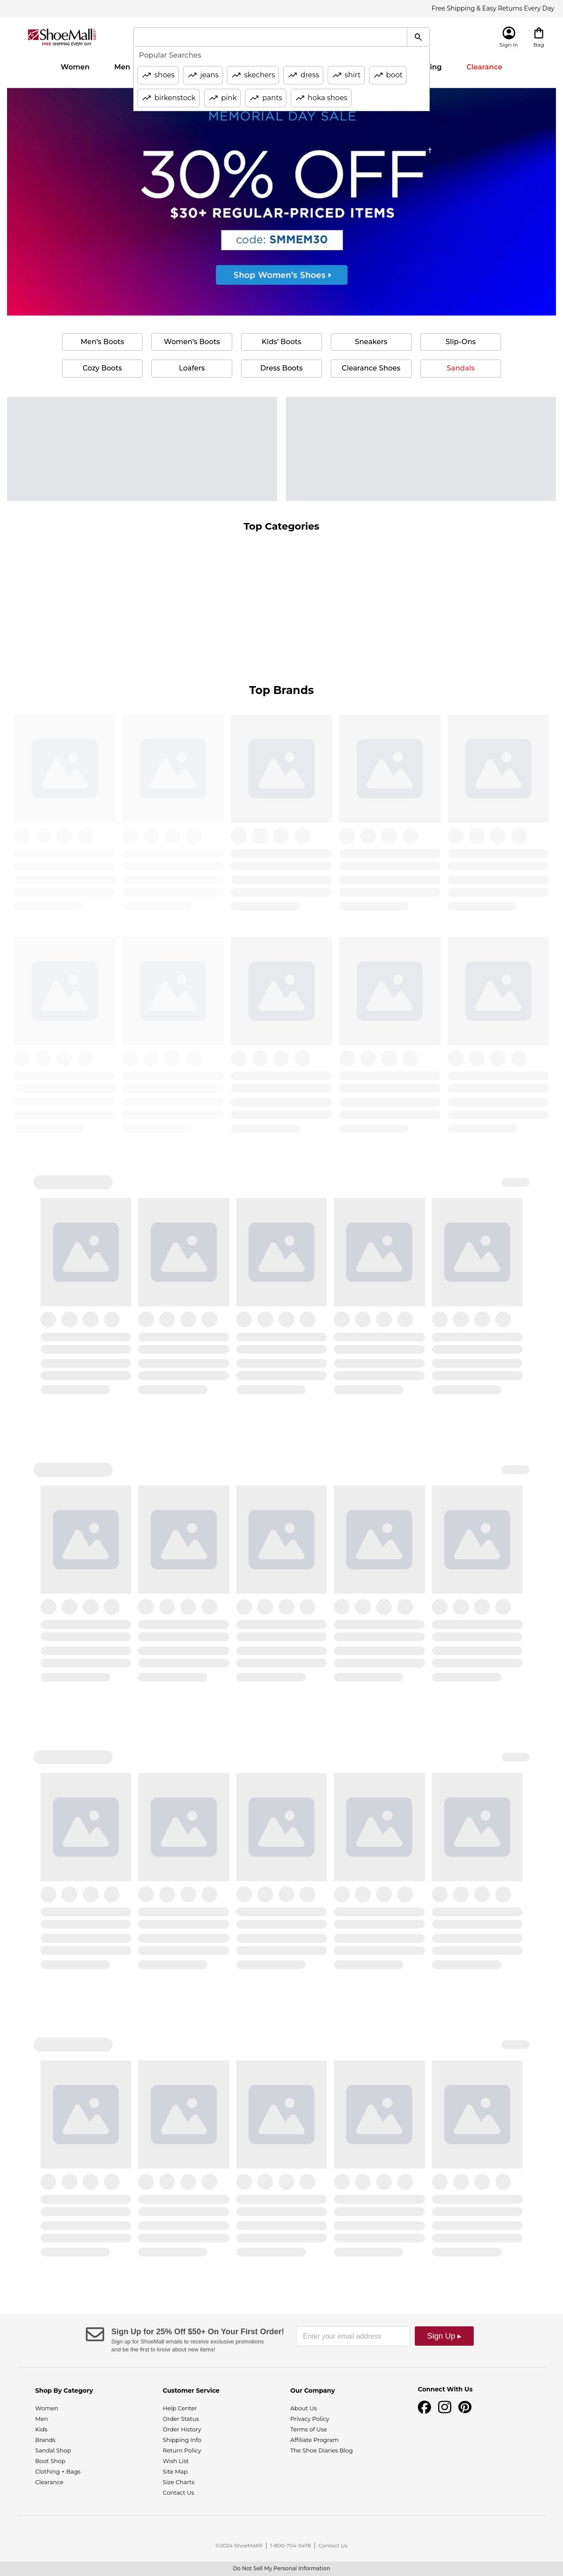 Free Shipping & Easy Returns Every Day
ShoeMall.com
FREE SHIPPING EVERY DAY
Sign In
Bag
Popular Searches
shoes
jeans
skechers
dress
shirt
boot
birkenstock
pink
pants
hoka shoes
Women
Men
ing
Clearance
MEMORIAL DAY SALE
30% OFF†
$30+ REGULAR-PRICED ITEMS
code: SMMEM30
Shop Women's Shoes ▸
Men's Boots
Women's Boots
Kids' Boots
Sneakers
Slip-Ons
Cozy Boots
Loafers
Dress Boots
Clearance Shoes
Sandals
Top Categories
Top Brands
Sign Up for 25% Off $50+ On Your First Order!
Sign up for ShoeMall emails to receive exclusive promotions
and be the first to know about new items!
Enter your email address
Sign Up ▸
Shop By Category
Women
Men
Kids
Brands
Sandal Shop
Boot Shop
Clothing + Bags
Clearance
Customer Service
Help Center
Order Status
Order History
Shipping Info
Return Policy
Wish List
Site Map
Size Charts
Contact Us
Our Company
About Us
Privacy Policy
Terms of Use
Affiliate Program
The Shoe Diaries Blog
Connect With Us
©2024 ShoeMall® | 1-800-704-5478 | Contact Us
Do Not Sell My Personal Information